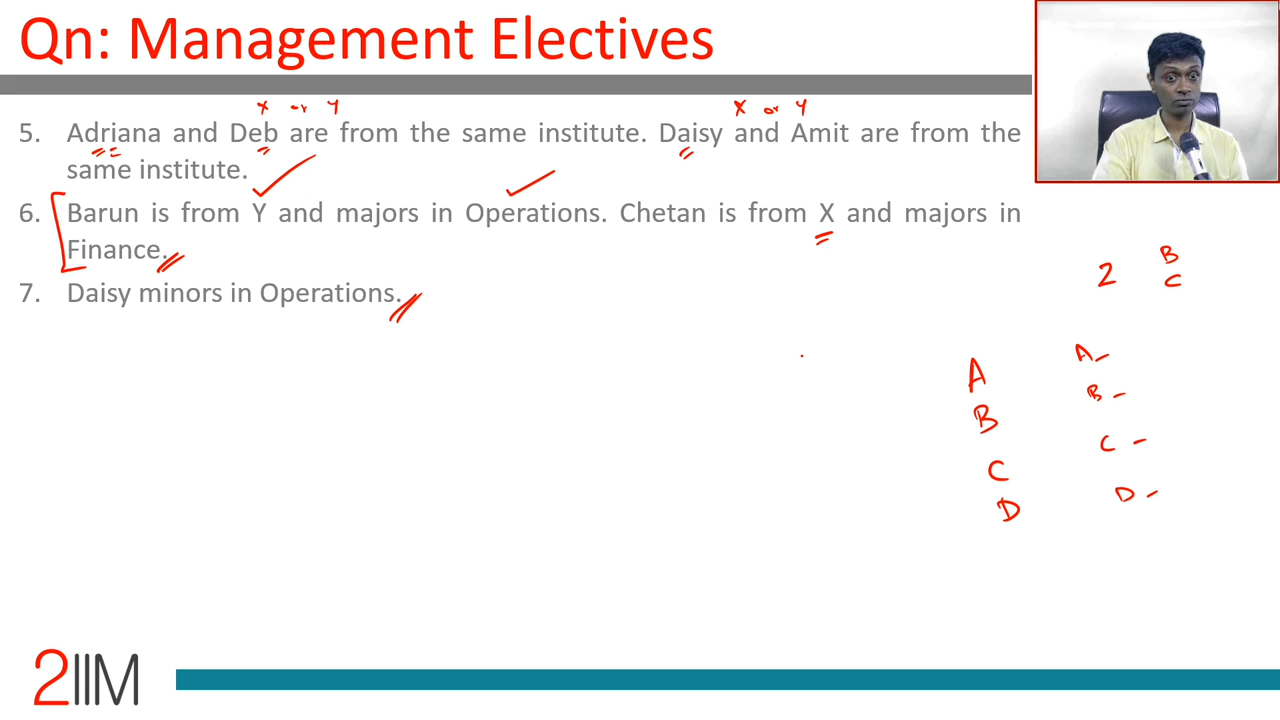 Qn: Management Electives
X or Y X or Y
5. Adriana and Deb are from the same institute. Daisy and Amit are from the
same institute.
6. Barun is from Y and majors in Operations. Chetan is from X and majors in
Finance.
7. Daisy minors in Operations.
2 B
C
A A-
B B-
C C-
D D-
2IIM